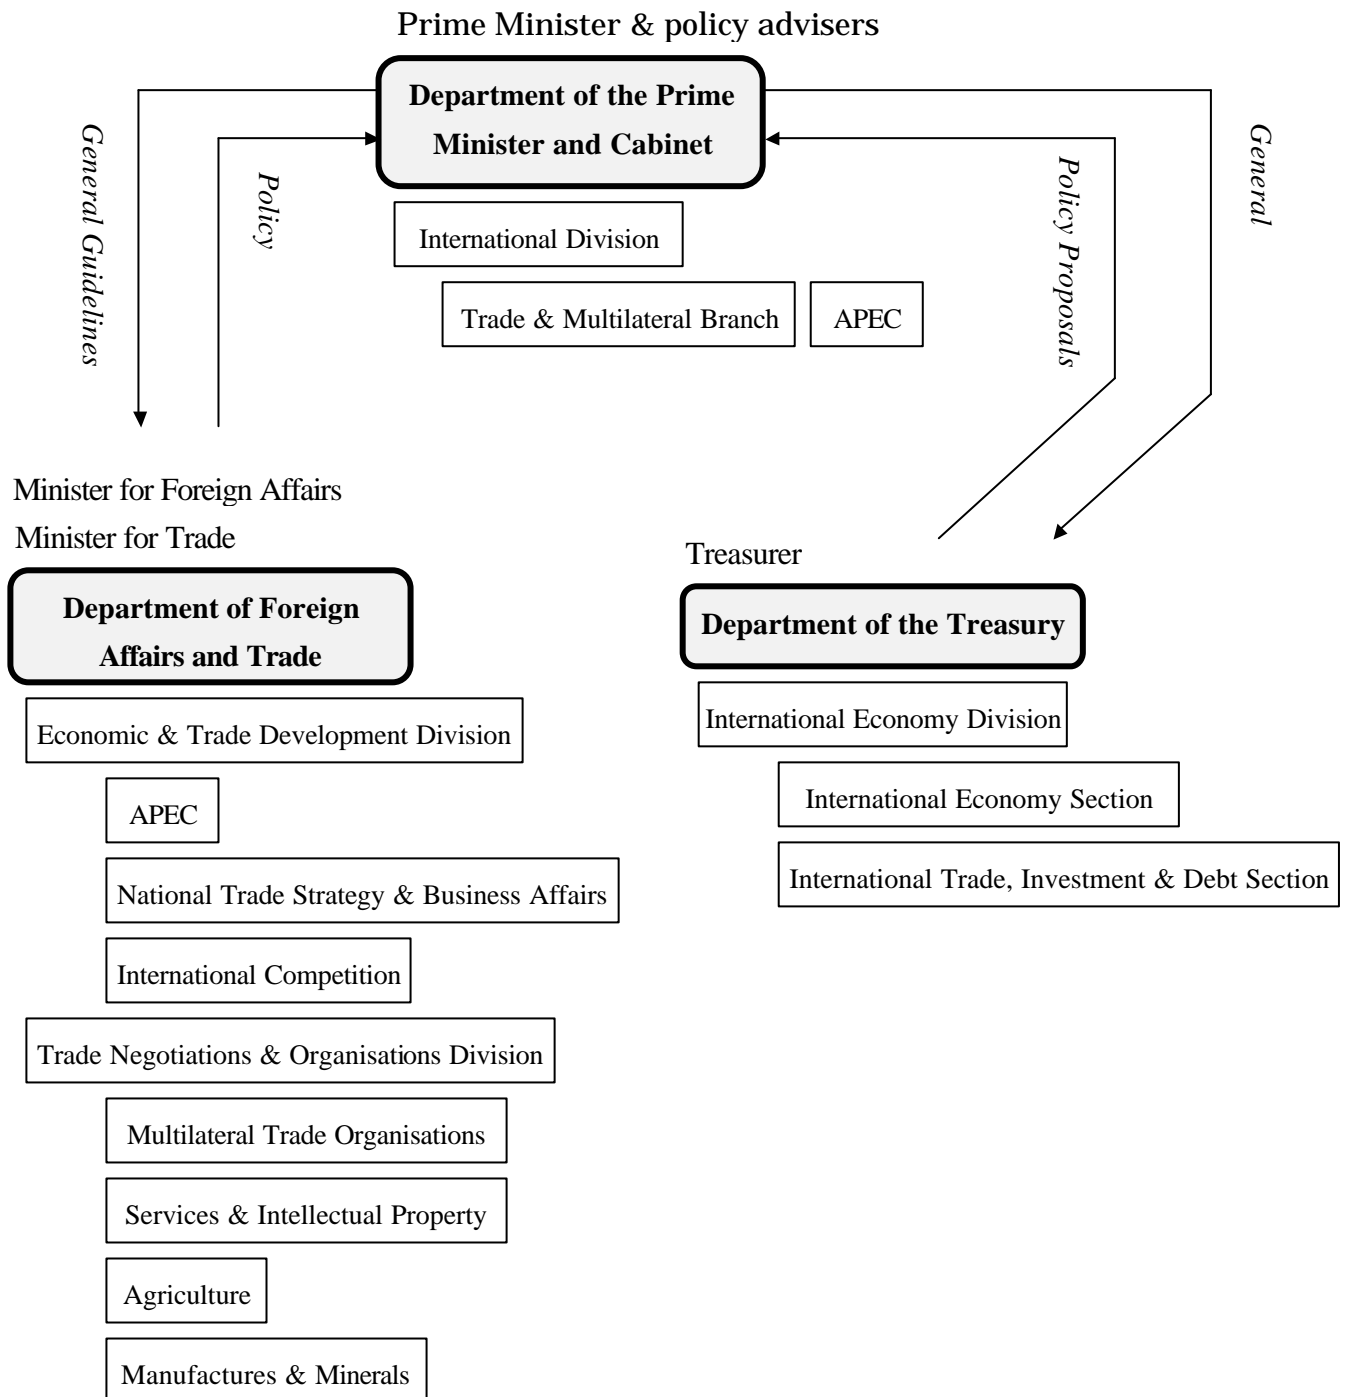 Prime Minister & policy advisers
Department of the Prime
Minister and Cabinet
General Guidelines
Policy
Policy Proposals
General
International Division
Trade & Multilateral Branch
APEC
Minister for Foreign Affairs
Minister for Trade
Department of Foreign
Affairs and Trade
Economic & Trade Development Division
APEC
National Trade Strategy & Business Affairs
International Competition
Trade Negotiations & Organisations Division
Multilateral Trade Organisations
Services & Intellectual Property
Agriculture
Manufactures & Minerals
Treasurer
Department of the Treasury
International Economy Division
International Economy Section
International Trade, Investment & Debt Section